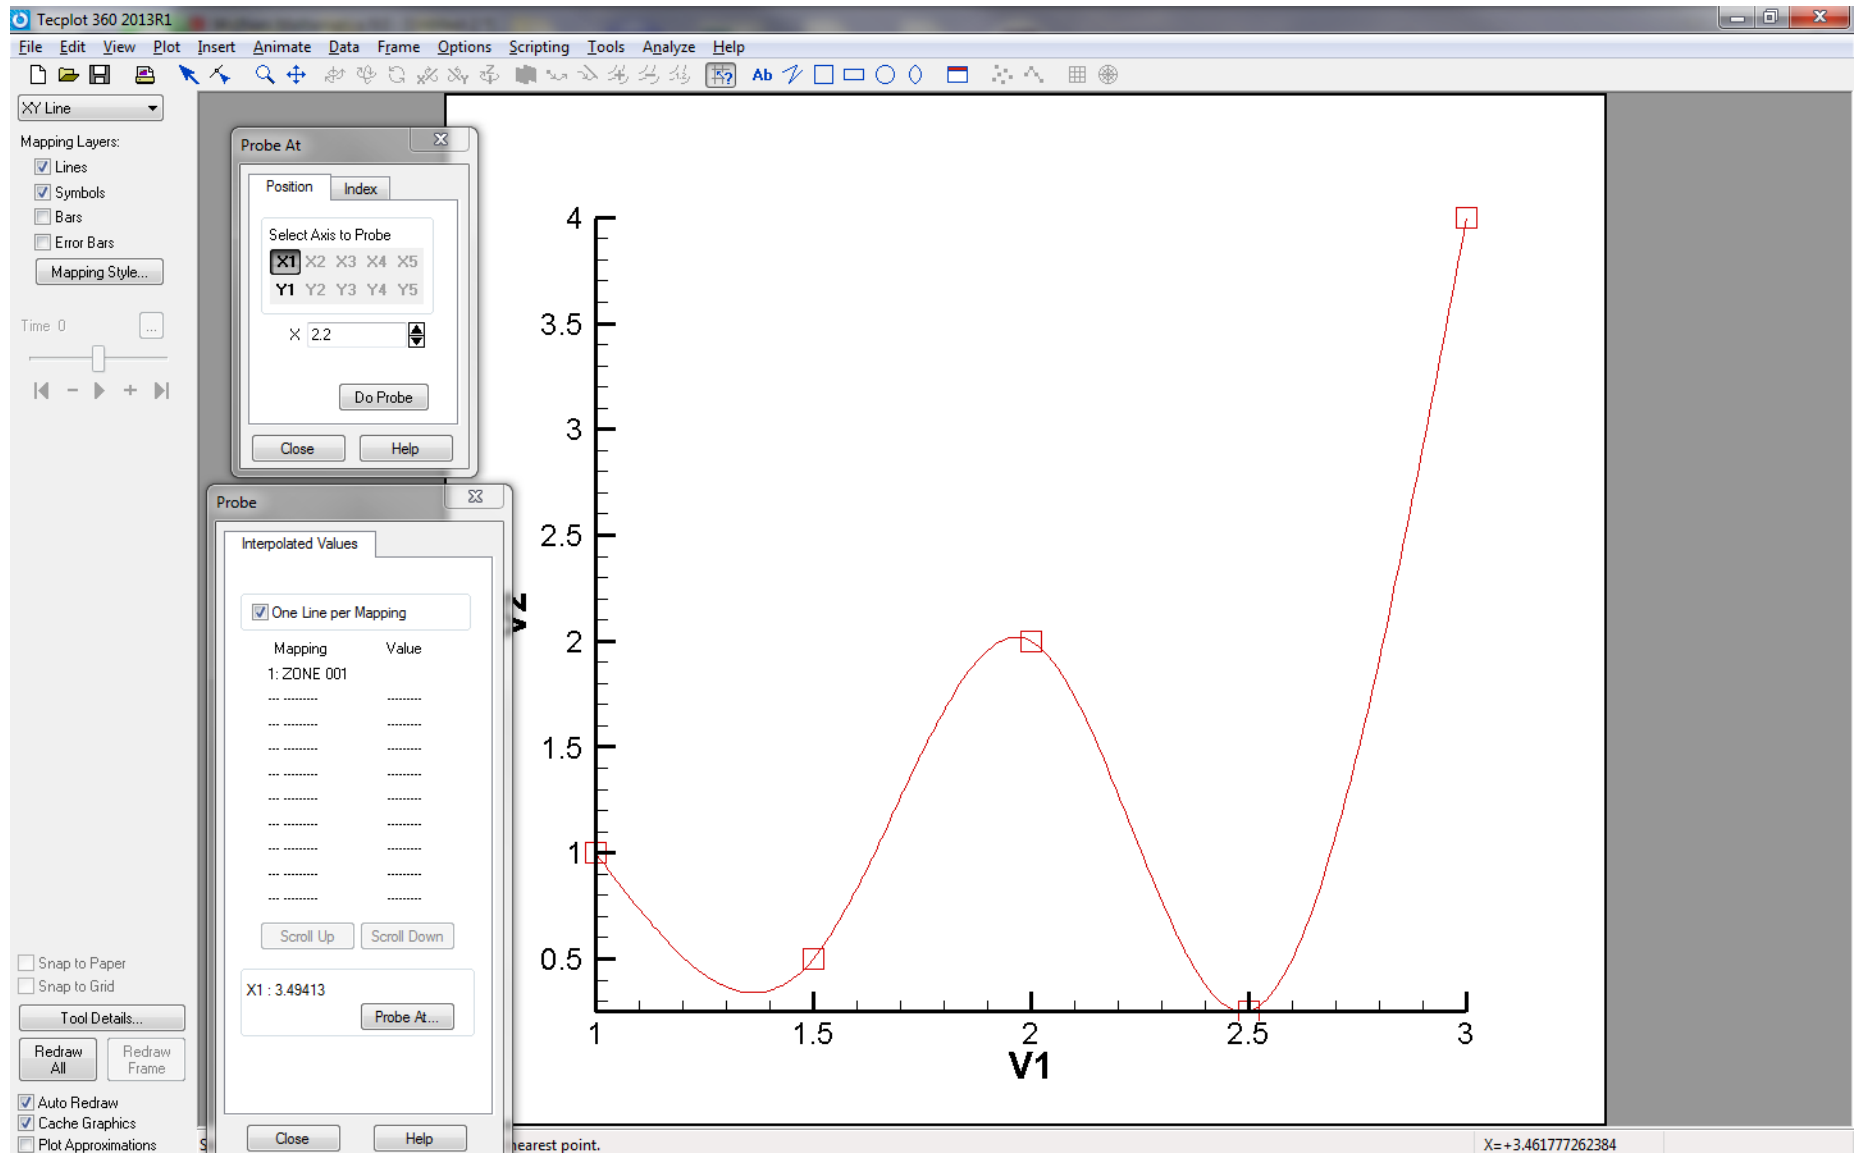 Tecplot 360 2013R1
File Edit View Plot Insert Animate Data Frame Options Scripting Tools Analyze Help
Ab
XY Line
Mapping Layers:
Lines
Symbols
Bars
Error Bars
Mapping Style...
Time 0
...
Probe At
Position Index
Select Axis to Probe
X1 X2 X3 X4 X5
Y1 Y2 Y3 Y4 Y5
X 2.2
Do Probe
Close Help
Probe
Interpolated Values
One Line per Mapping
Mapping Value
1: ZONE 001
--- --------- ---------
--- --------- ---------
--- --------- ---------
--- --------- ---------
--- --------- ---------
--- --------- ---------
--- --------- ---------
--- --------- ---------
--- --------- ---------
Scroll Up Scroll Down
X1 : 3.49413
Probe At...
Close Help
4
3.5
3
2.5
2
1.5
1
0.5
1 1.5 2 2.5 3
V1
Snap to Paper
Snap to Grid
Tool Details...
Redraw All
Redraw Frame
Auto Redraw
Cache Graphics
Plot Approximations
nearest point.
X=+3.461777262384